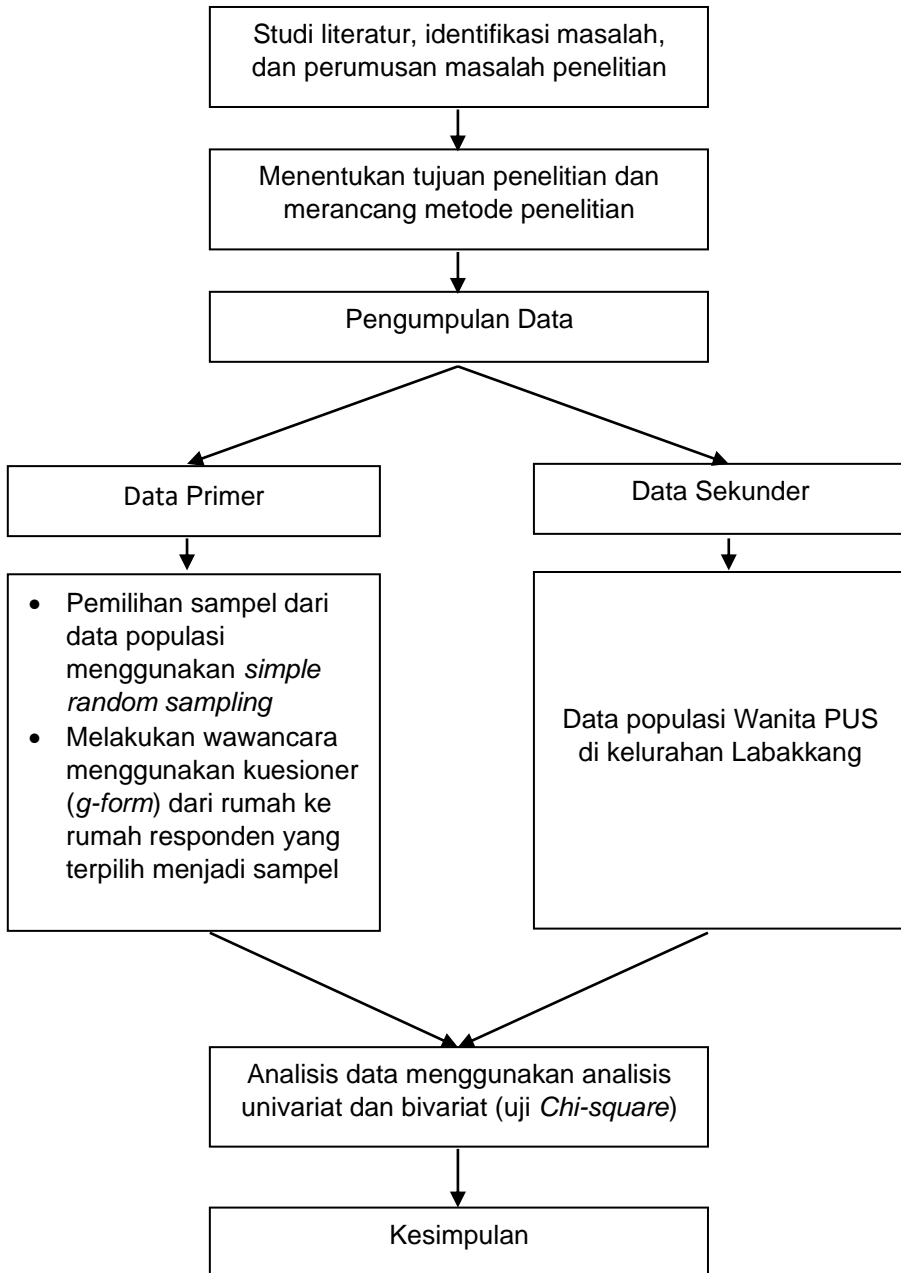 Studi literatur, identifikasi masalah,
dan perumusan masalah penelitian
Menentukan tujuan penelitian dan
merancang metode penelitian
Pengumpulan Data
Data Primer
Data Sekunder
• Pemilihan sampel dari
data populasi
menggunakan simple
random sampling
• Melakukan wawancara
menggunakan kuesioner
(g-form) dari rumah ke
rumah responden yang
terpilih menjadi sampel
Data populasi Wanita PUS
di kelurahan Labakkang
Analisis data menggunakan analisis
univariat dan bivariat (uji Chi-square)
Kesimpulan